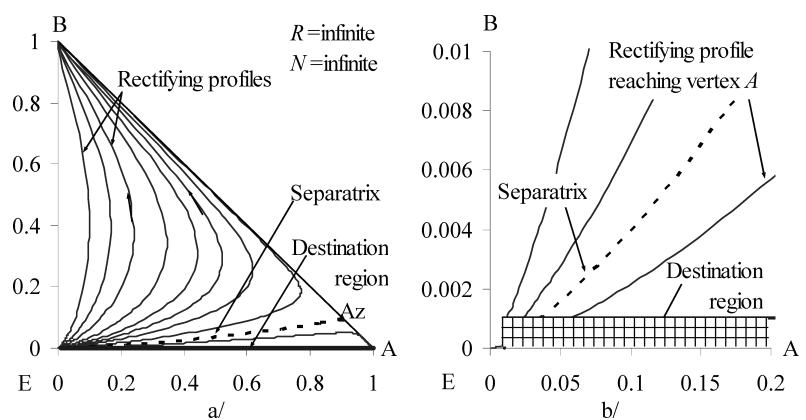 B
1
R =infinite
N =infinite
Rectifying profiles
0.8
0.6
Separatrix
0.4
Destination
region
0.2
Az
0
A
E
0
0.2
0.4
0.6
0.8
1
a/
B
0.01
Rectifying profile
reaching vertex A
0.008
0.006
Separatrix
0.004
Destination
region
0.002
0
A
E
0
0.05
0.1
0.15
0.2
b/